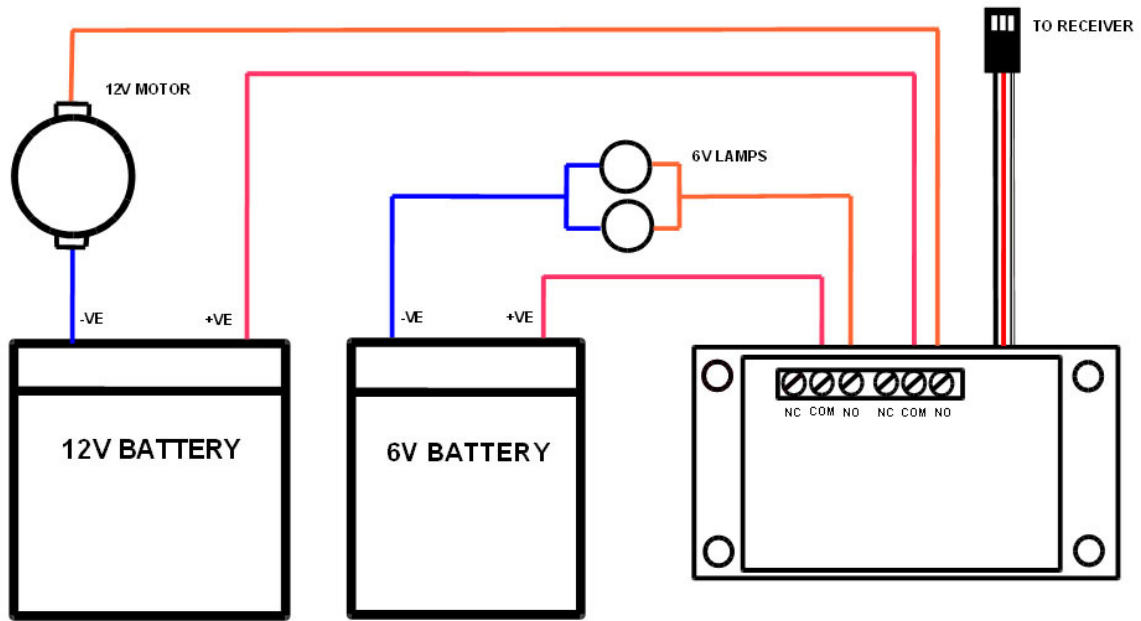 TO RECEIVER
12V MOTOR
6V LAMPS
-VE
+VE
-VE
+VE
NC COM NO NC COM NO
12V BATTERY
6V BATTERY